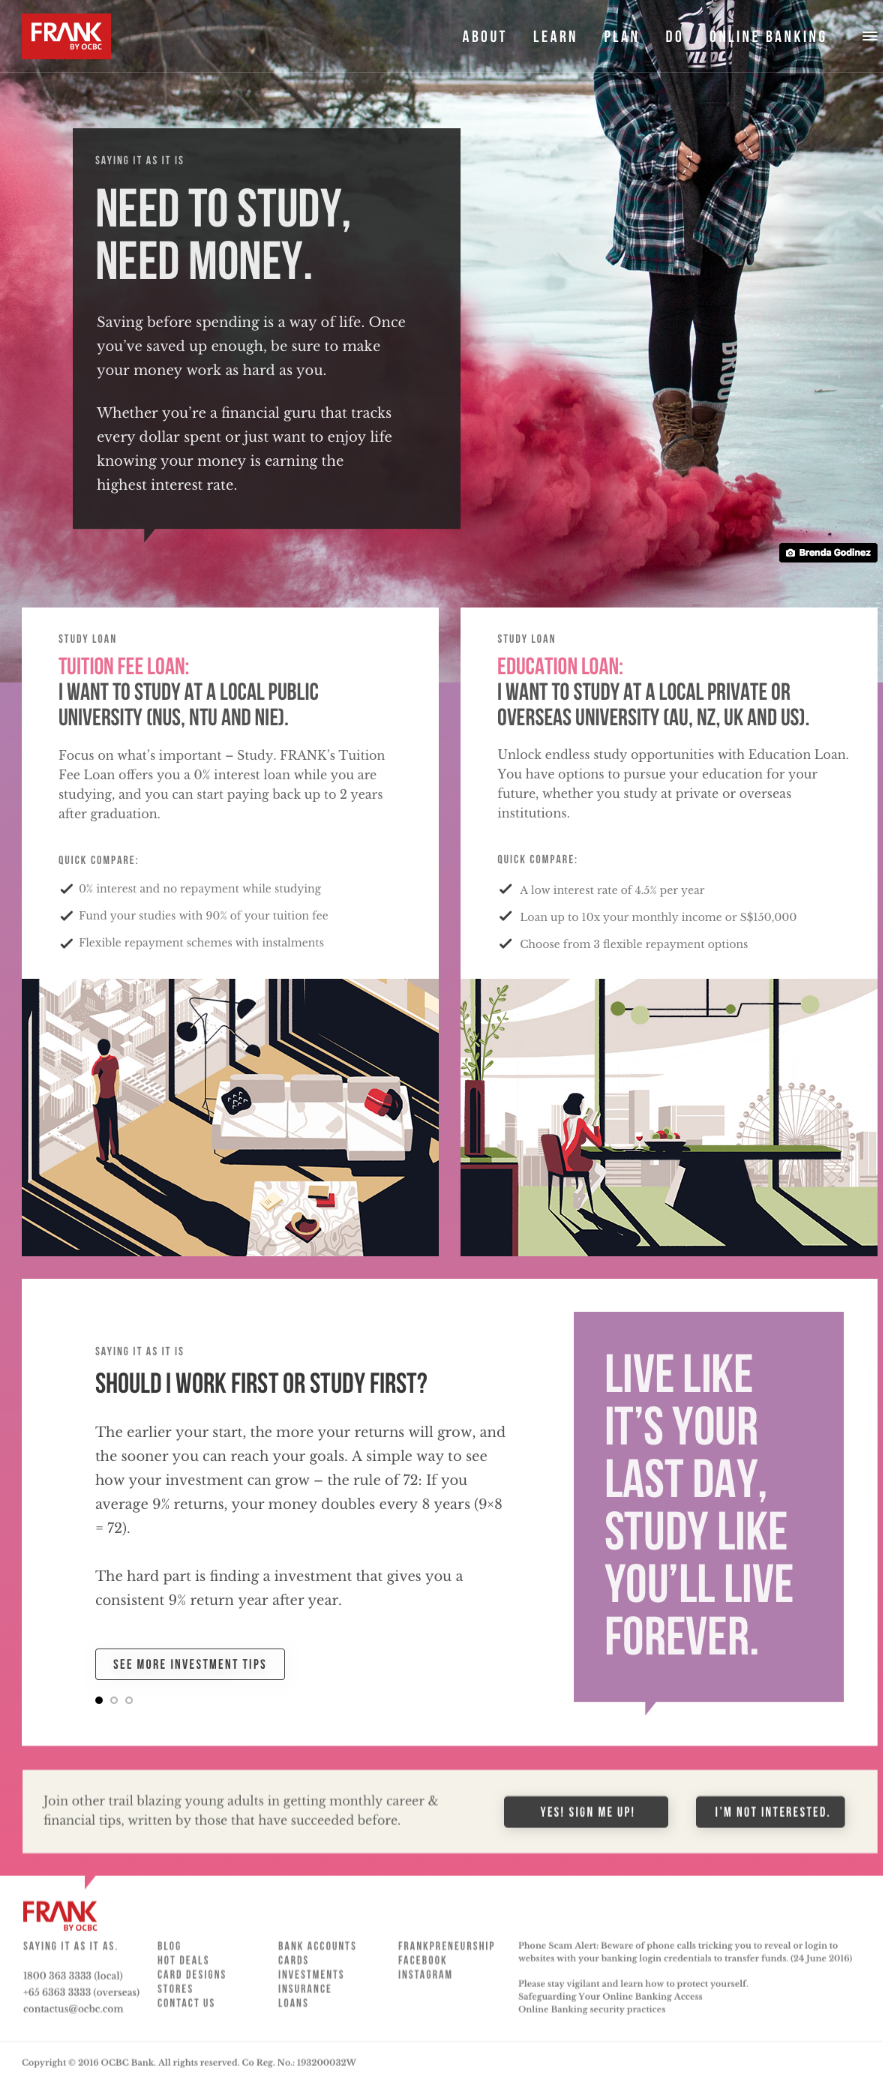 FRANK
BY OCBC
ABOUT LEARN PLAN DO ONLINE BANKING
WILDC
BROC
SAYING IT AS IT IS
NEED TO STUDY,
NEED MONEY.
Saving before spending is a way of life. Once
you've saved up enough, be sure to make
your money work as hard as you.
Whether you're a financial guru that tracks
every dollar spent or just want to enjoy life
knowing your money is earning the
highest interest rate.
Brenda Godinez
STUDY LOAN
TUITION FEE LOAN:
I WANT TO STUDY AT A LOCAL PUBLIC
UNIVERSITY (NUS, NTU AND NIE).
Focus on what's important – Study. FRANK's Tuition
Fee Loan offers you a 0% interest loan while you are
studying, and you can start paying back up to 2 years
after graduation.
QUICK COMPARE:
0% interest and no repayment while studying
Fund your studies with 90% of your tuition fee
Flexible repayment schemes with instalments
STUDY LOAN
EDUCATION LOAN:
I WANT TO STUDY AT A LOCAL PRIVATE OR
OVERSEAS UNIVERSITY (AU, NZ, UK AND US).
Unlock endless study opportunities with Education Loan.
You have options to pursue your education for your
future, whether you study at private or overseas
institutions.
QUICK COMPARE:
A low interest rate of 4.5% per year
Loan up to 10x your monthly income or S$150,000
Choose from 3 flexible repayment options
SAYING IT AS IT IS
SHOULD I WORK FIRST OR STUDY FIRST?
The earlier your start, the more your returns will grow, and
the sooner you can reach your goals. A simple way to see
how your investment can grow – the rule of 72: If you
average 9% returns, your money doubles every 8 years (9×8
= 72).
The hard part is finding a investment that gives you a
consistent 9% return year after year.
SEE MORE INVESTMENT TIPS
LIVE LIKE
IT'S YOUR
LAST DAY,
STUDY LIKE
YOU'LL LIVE
FOREVER.
Join other trail blazing young adults in getting monthly career &
financial tips, written by those that have succeeded before.
YES! SIGN ME UP!
I'M NOT INTERESTED.
FRANK
BY OCBC
SAYING IT AS IT AS.
1800 363 3333 (local)
+65 6363 3333 (overseas)
contactus@ocbc.com
BLOG
HOT DEALS
CARD DESIGNS
STORES
CONTACT US
BANK ACCOUNTS
CARDS
INVESTMENTS
INSURANCE
LOANS
FRANKPRENEURSHIP
FACEBOOK
INSTAGRAM
Phone Scam Alert: Beware of phone calls tricking you to reveal or login to
websites with your banking login credentials to transfer funds. (24 June 2016)
Please stay vigilant and learn how to protect yourself.
Safeguarding Your Online Banking Access
Online Banking security practices
Copyright © 2016 OCBC Bank. All rights reserved. Co Reg. No.: 193200032W